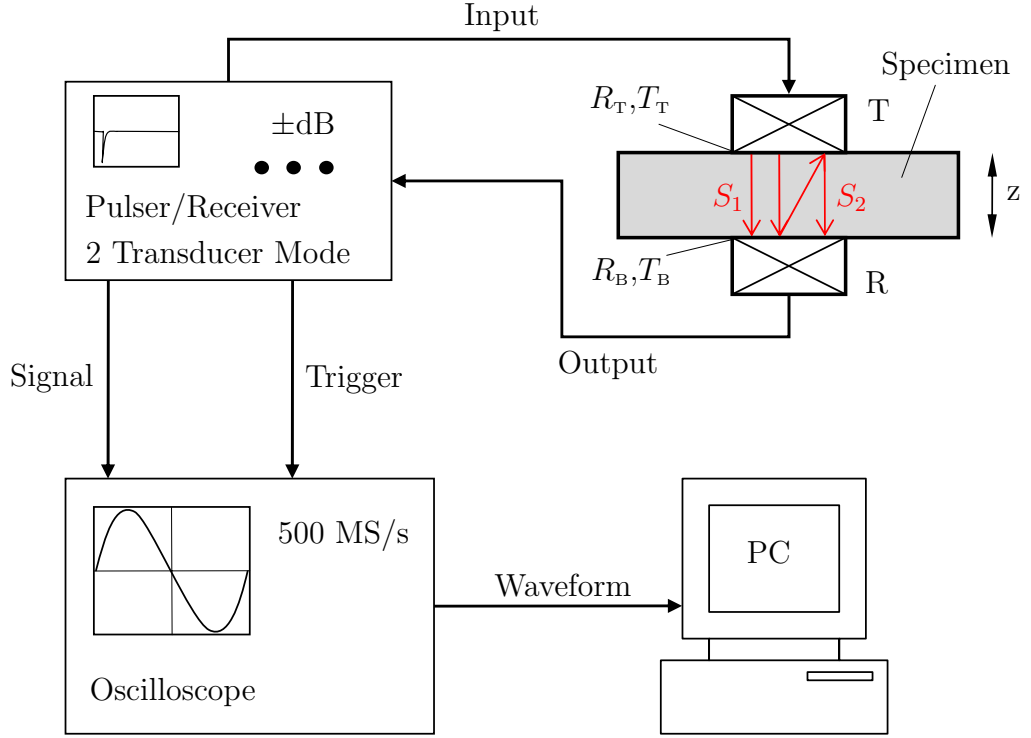 Input
Specimen
R_T,T_T
T
±dB
Pulser/Receiver
2 Transducer Mode
S_1
S_2
z
R_B,T_B
R
Output
Signal
Trigger
500 MS/s
Oscilloscope
Waveform
PC